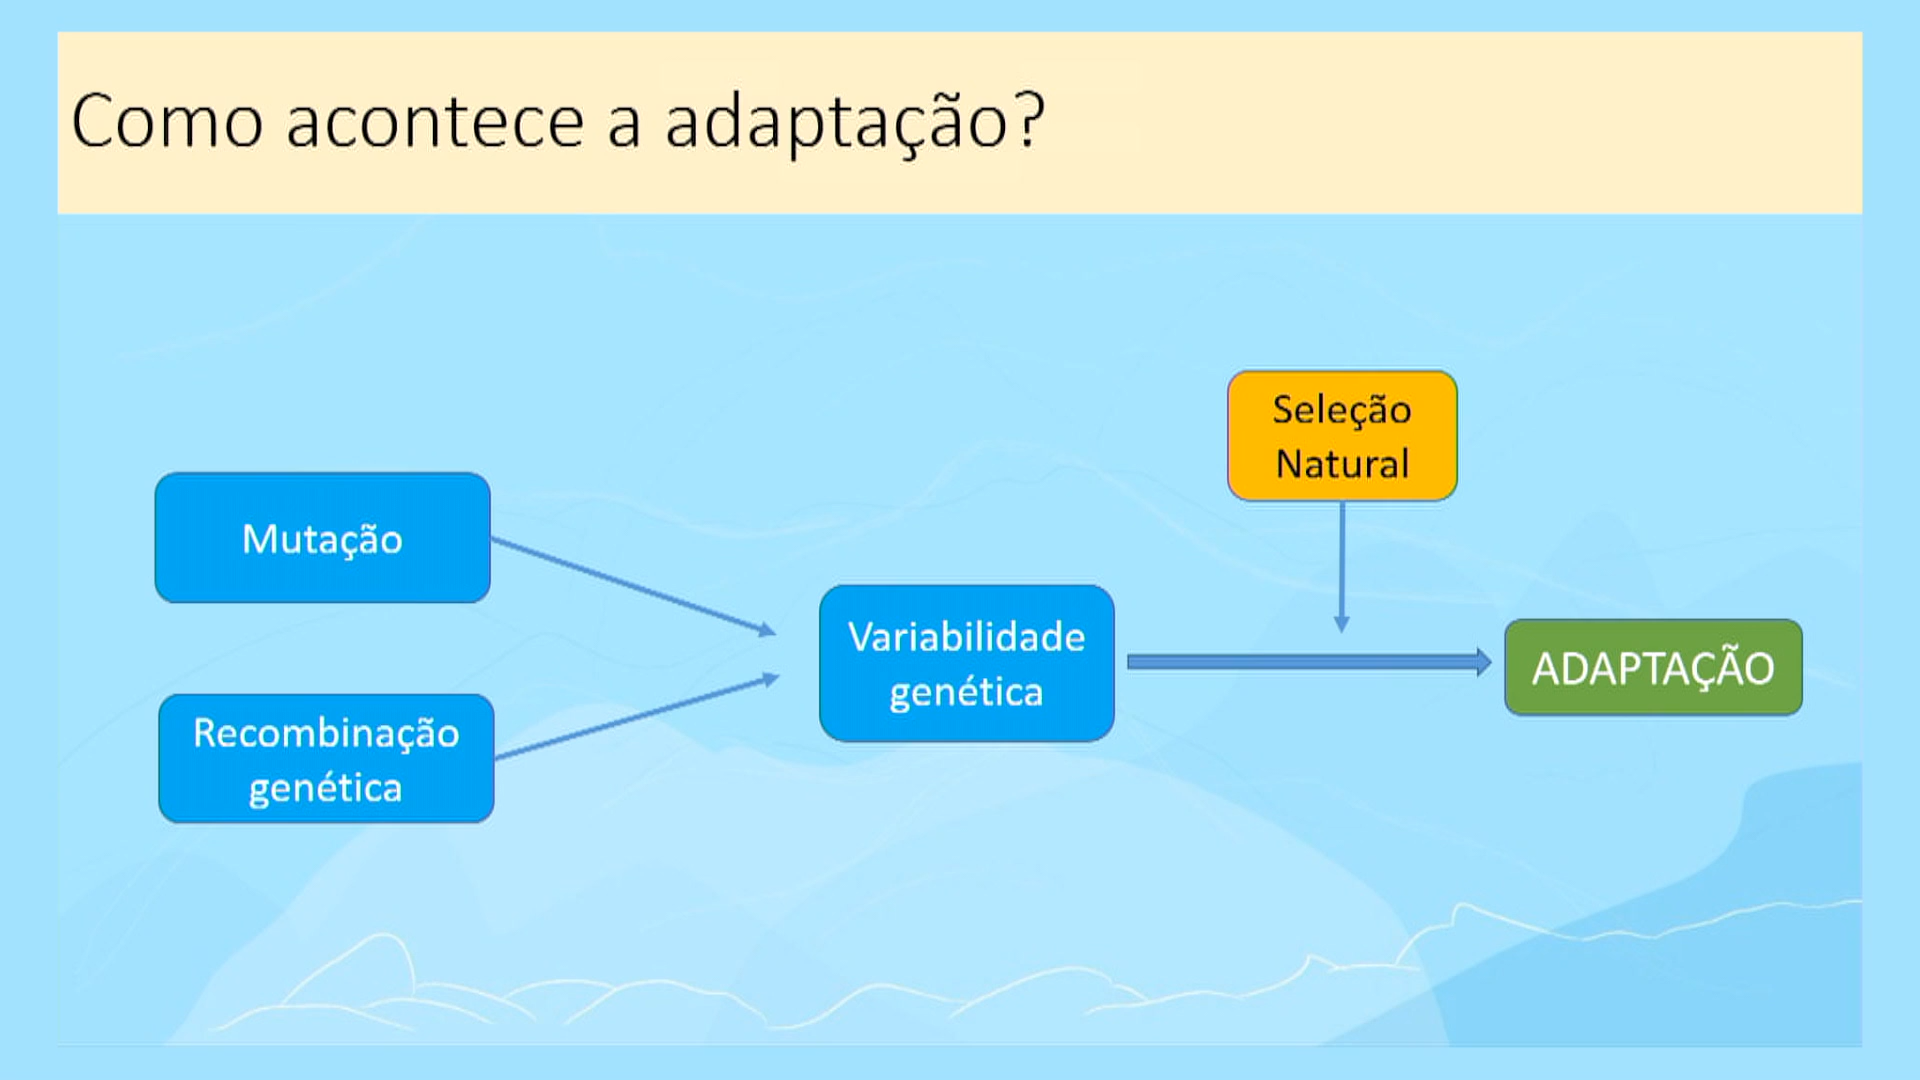 Como acontece a adaptação?
Seleção
Natural
Mutação
Variabilidade
genética
ADAPTAÇÃO
Recombinação
genética